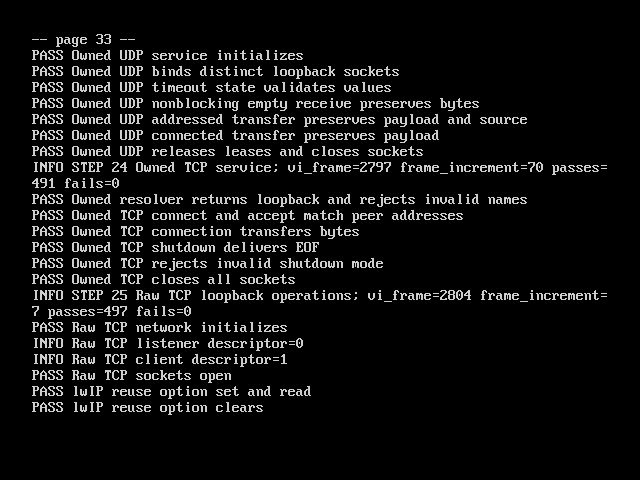 -- page 33 --
PASS Owned UDP service initializes
PASS Owned UDP binds distinct loopback sockets
PASS Owned UDP timeout state validates values
PASS Owned UDP nonblocking empty receive preserves bytes
PASS Owned UDP addressed transfer preserves payload and source
PASS Owned UDP connected transfer preserves payload
PASS Owned UDP releases leases and closes sockets
INFO STEP 24 Owned TCP service; vi_frame=2797 frame_increment=70 passes=
491 fails=0
PASS Owned resolver returns loopback and rejects invalid names
PASS Owned TCP connect and accept match peer addresses
PASS Owned TCP connection transfers bytes
PASS Owned TCP shutdown delivers EOF
PASS Owned TCP rejects invalid shutdown mode
PASS Owned TCP closes all sockets
INFO STEP 25 Raw TCP loopback operations; vi_frame=2804 frame_increment=
7 passes=497 fails=0
PASS Raw TCP network initializes
INFO Raw TCP listener descriptor=0
INFO Raw TCP client descriptor=1
PASS Raw TCP sockets open
PASS lwIP reuse option set and read
PASS lwIP reuse option clears